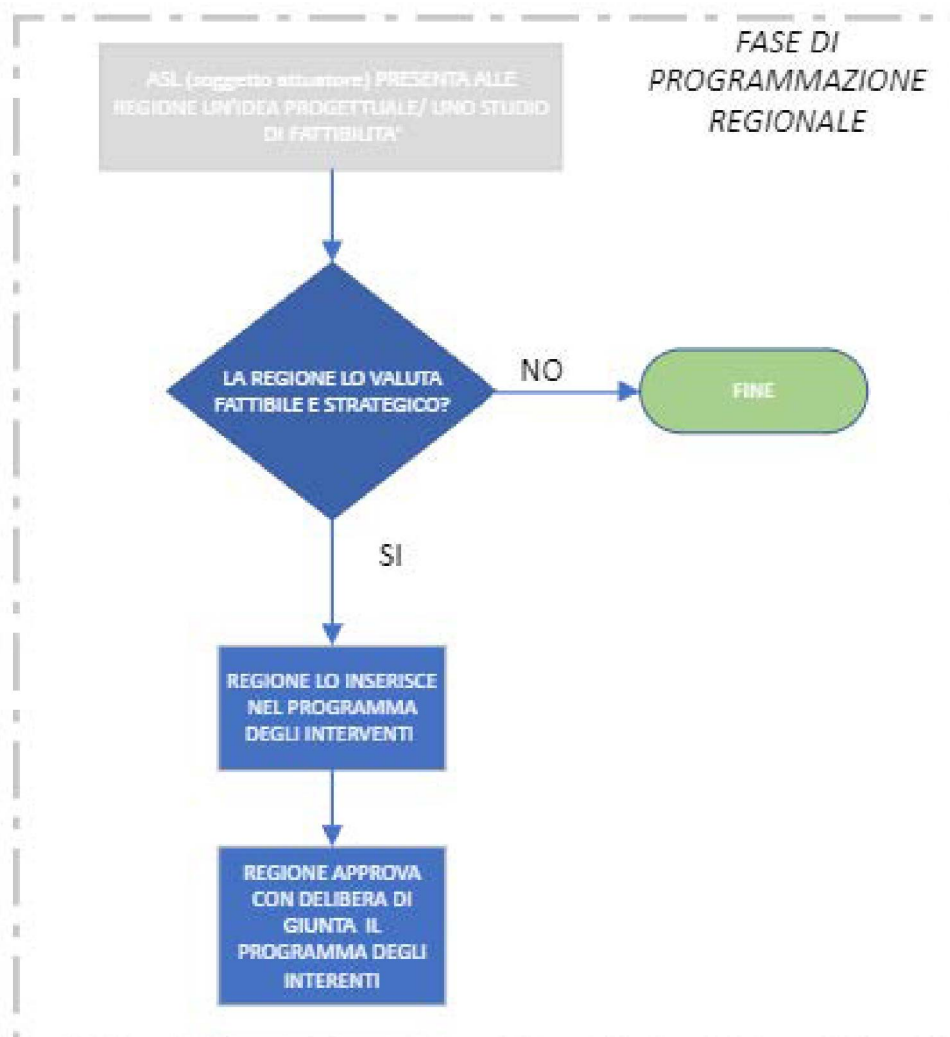 FASE DI
PROGRAMMAZIONE
REGIONALE
ASL (soggetto attuatore) PRESENTA ALLE
REGIONE UN'IDEA PROGETTUALE/ UNO STUDIO
DI FATTIBILITA'
LA REGIONE LO VALUTA
FATTIBILE E STRATEGICO?
NO
FINE
SI
REGIONE LO INSERISCE
NEL PROGRAMMA
DEGLI INTERVENTI
REGIONE APPROVA
CON DELIBERA DI
GIUNTA IL
PROGRAMMA DEGLI
INTERENTI